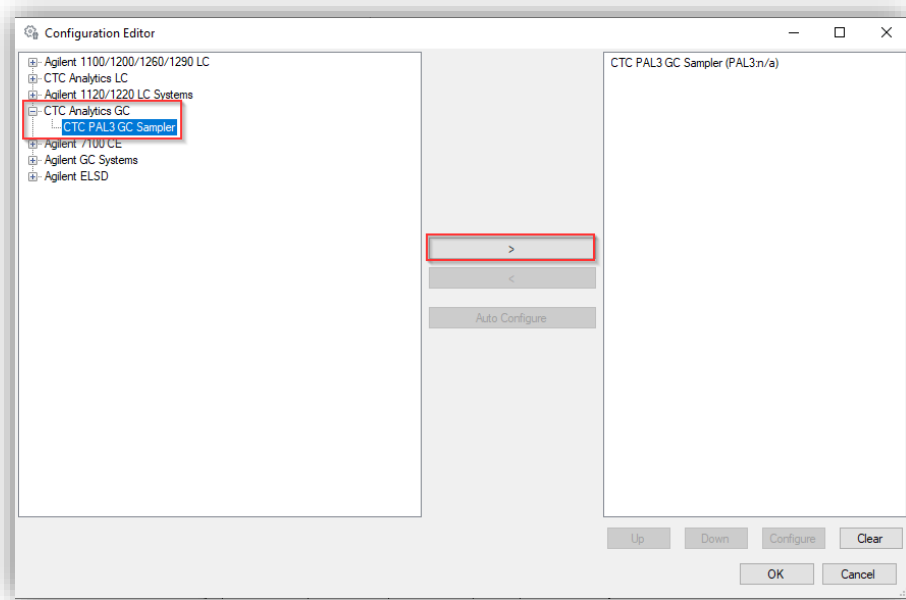 Configuration Editor
Agilent 1100/1200/1260/1290 LC
CTC Analytics LC
Agilent 1120/1220 LC Systems
CTC Analytics GC
CTC PAL3 GC Sampler
Agilent 7100 CE
Agilent GC Systems
Agilent ELSD
CTC PAL3 GC Sampler (PAL3:n/a)
>
<
Auto Configure
Up Down Configure Clear
OK Cancel